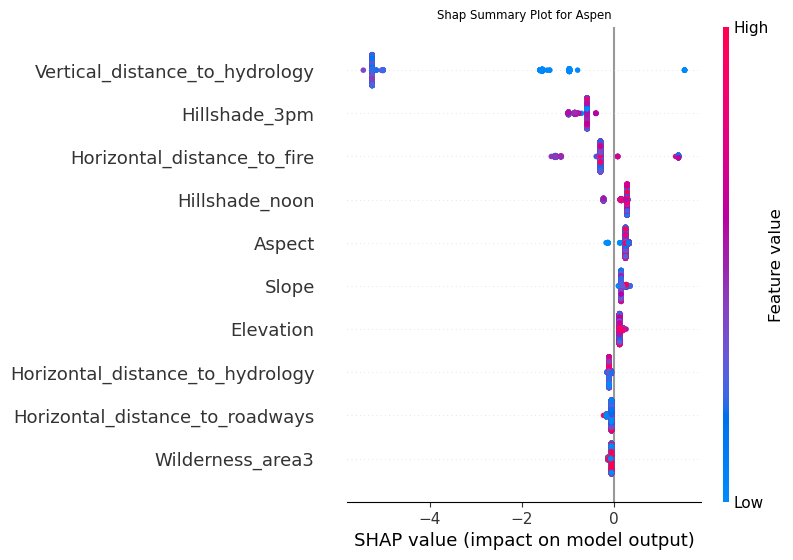 Shap Summary Plot for Aspen
High
Vertical_distance_to_hydrology
Hillshade_3pm
Horizontal_distance_to_fire
Hillshade_noon
Aspect
Slope
Elevation
Horizontal_distance_to_hydrology
Horizontal_distance_to_roadways
Wilderness_area3
Feature value
Low
−4
−2
0
SHAP value (impact on model output)